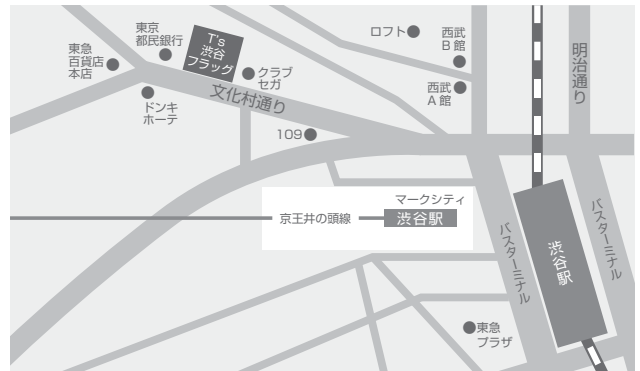 東京
都民銀行
T's
渋谷
フラッグ
東急
百貨店
本店
クラブ
セガ
ドンキ
ホーテ
文化村通り
109
ロフト
西武
B館
西武
A館
明治通り
マークシティ
京王井の頭線
渋谷駅
バスターミナル
渋谷駅
バスターミナル
東急
プラザ